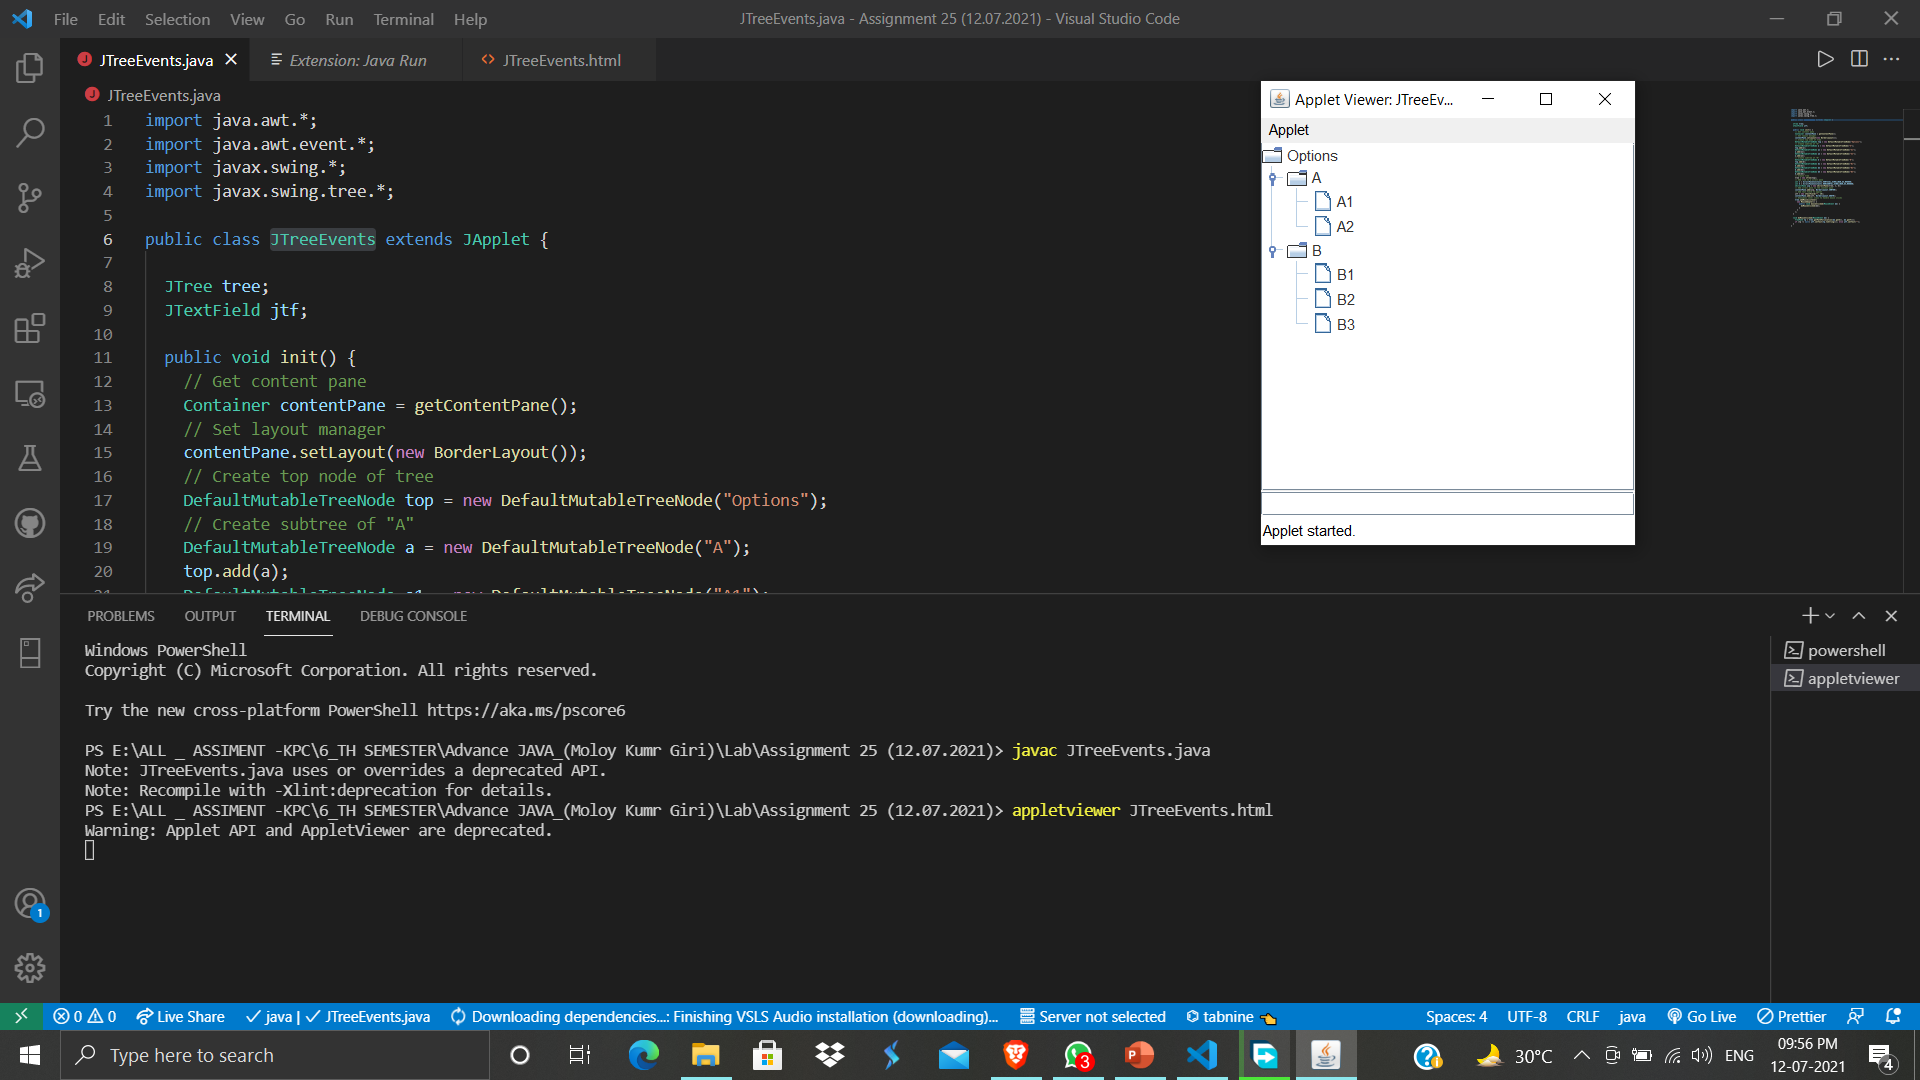 File Edit Selection View Go Run Terminal Help
JTreeEvents.java - Assignment 25 (12.07.2021) - Visual Studio Code
JTreeEvents.java
Extension: Java Run
JTreeEvents.html
JTreeEvents.java
1 import java.awt.*;
2 import java.awt.event.*;
3 import javax.swing.*;
4 import javax.swing.tree.*;
5
6 public class JTreeEvents extends JApplet {
7
8 JTree tree;
9 JTextField jtf;
10
11 public void init() {
12 // Get content pane
13 Container contentPane = getContentPane();
14 // Set layout manager
15 contentPane.setLayout(new BorderLayout());
16 // Create top node of tree
17 DefaultMutableTreeNode top = new DefaultMutableTreeNode("Options");
18 // Create subtree of "A"
19 DefaultMutableTreeNode a = new DefaultMutableTreeNode("A");
20 top.add(a);
21 DefaultMutableTreeNode a1 = new DefaultMutableTreeNode("A1");
Applet Viewer: JTreeEv...
Applet
Options
A
A1
A2
B
B1
B2
B3
Applet started.
PROBLEMS OUTPUT TERMINAL DEBUG CONSOLE
Windows PowerShell
Copyright (C) Microsoft Corporation. All rights reserved.
Try the new cross-platform PowerShell https://aka.ms/pscore6
PS E:\ALL _ ASSIMENT -KPC\6_TH SEMESTER\Advance JAVA_(Moloy Kumr Giri)\Lab\Assignment 25 (12.07.2021)> javac JTreeEvents.java
Note: JTreeEvents.java uses or overrides a deprecated API.
Note: Recompile with -Xlint:deprecation for details.
PS E:\ALL _ ASSIMENT -KPC\6_TH SEMESTER\Advance JAVA_(Moloy Kumr Giri)\Lab\Assignment 25 (12.07.2021)> appletviewer JTreeEvents.html
Warning: Applet API and AppletViewer are deprecated.
powershell
appletviewer
1
0 0 Live Share java | JTreeEvents.java Downloading dependencies...: Finishing VSLS Audio installation (downloading)... Server not selected tabnine Spaces: 4 UTF-8 CRLF java Go Live Prettier
Type here to search
3
30°C
ENG
09:56 PM
12-07-2021
4